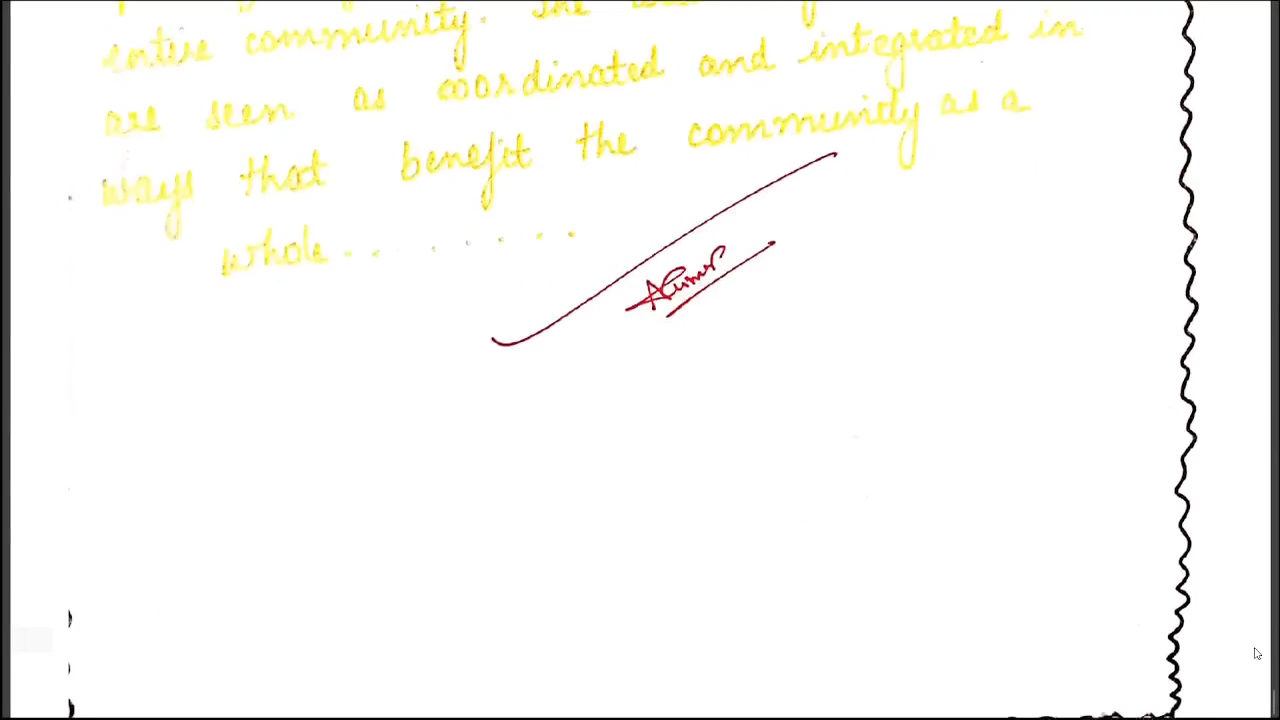 entire community. The
are seen as coordinated and integrated in
ways that benefit the community as a
whole . . . . . . . .